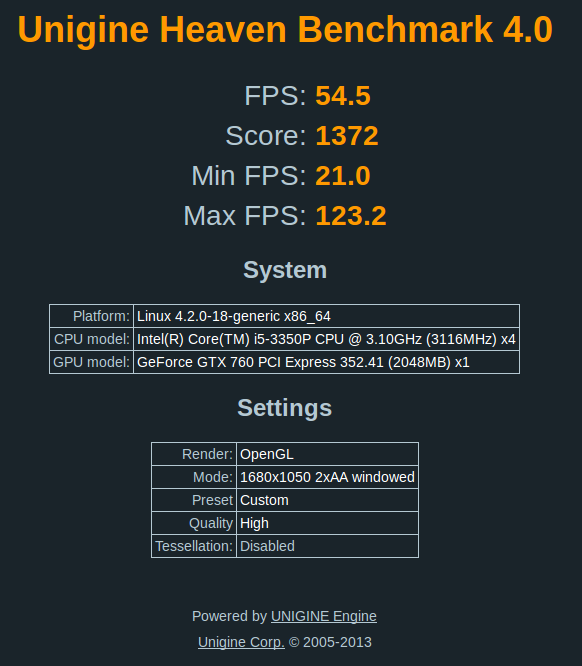 Unigine Heaven Benchmark 4.0
FPS: 54.5
Score: 1372
Min FPS: 21.0
Max FPS: 123.2
System
Platform: Linux 4.2.0-18-generic x86_64
CPU model: Intel(R) Core(TM) i5-3350P CPU @ 3.10GHz (3116MHz) x4
GPU model: GeForce GTX 760 PCI Express 352.41 (2048MB) x1
Settings
Render: OpenGL
Mode: 1680x1050 2xAA windowed
Preset Custom
Quality High
Tessellation: Disabled
Powered by UNIGINE Engine
Unigine Corp. © 2005-2013